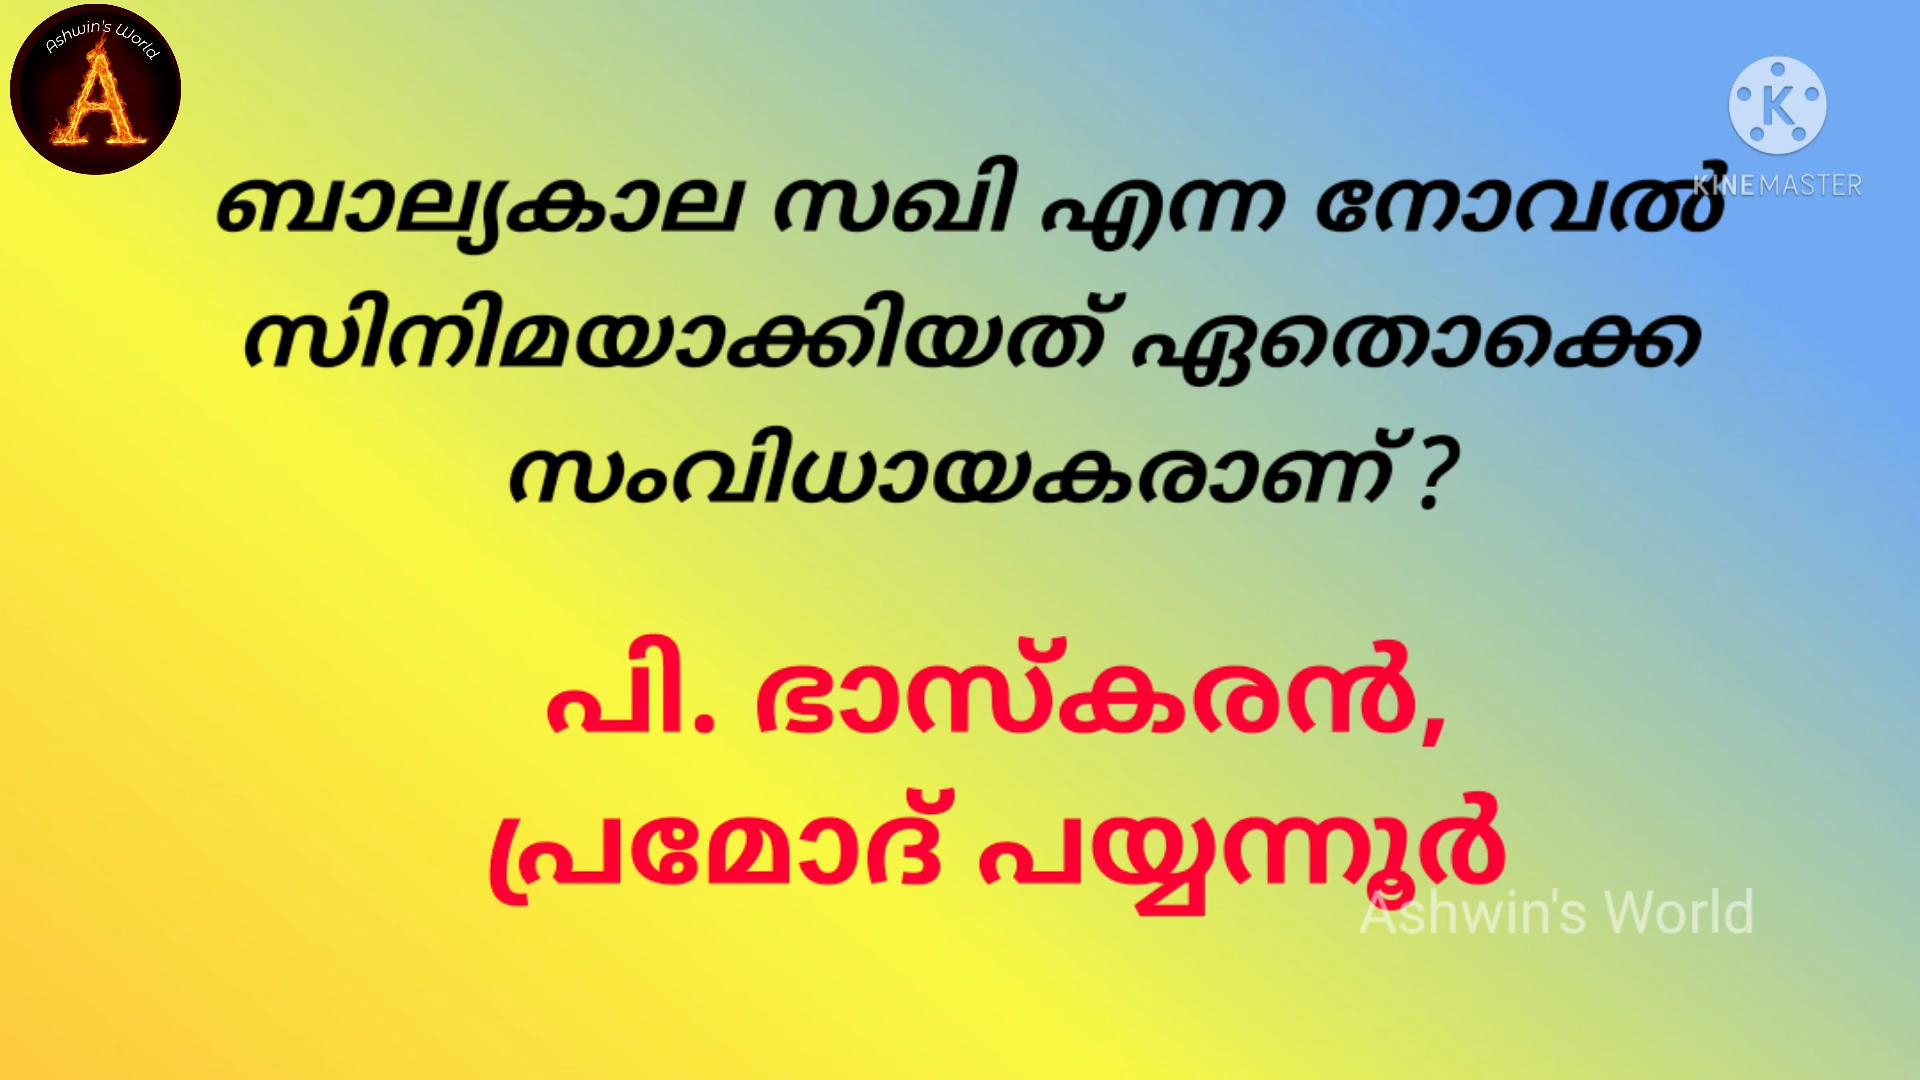 Ashwin's World
A
K
KINEMASTER
ബാല്യകാല സഖി എന്ന നോവൽ
സിനിമയാക്കിയത് ഏതൊക്കെ
സംവിധായകരാണ് ?
പി. ഭാസ്കരൻ,
പ്രമോദ് പയ്യന്നൂർ
Ashwin's World